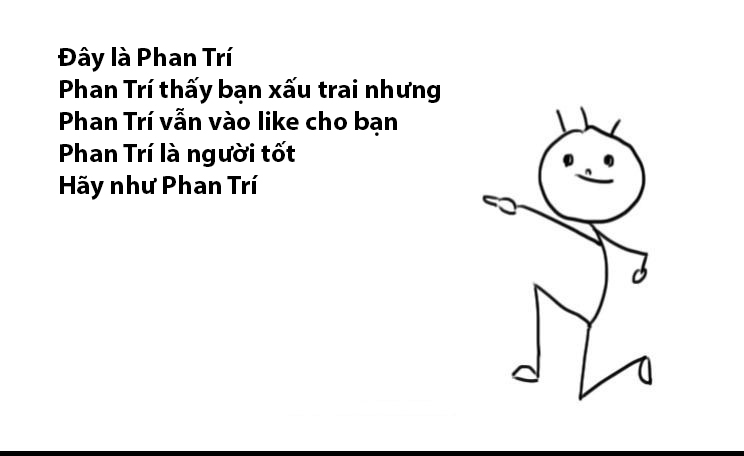 Đây là Phan Trí
Phan Trí thấy bạn xấu trai nhưng
Phan Trí vẫn vào like cho bạn
Phan Trí là người tốt
Hãy như Phan Trí